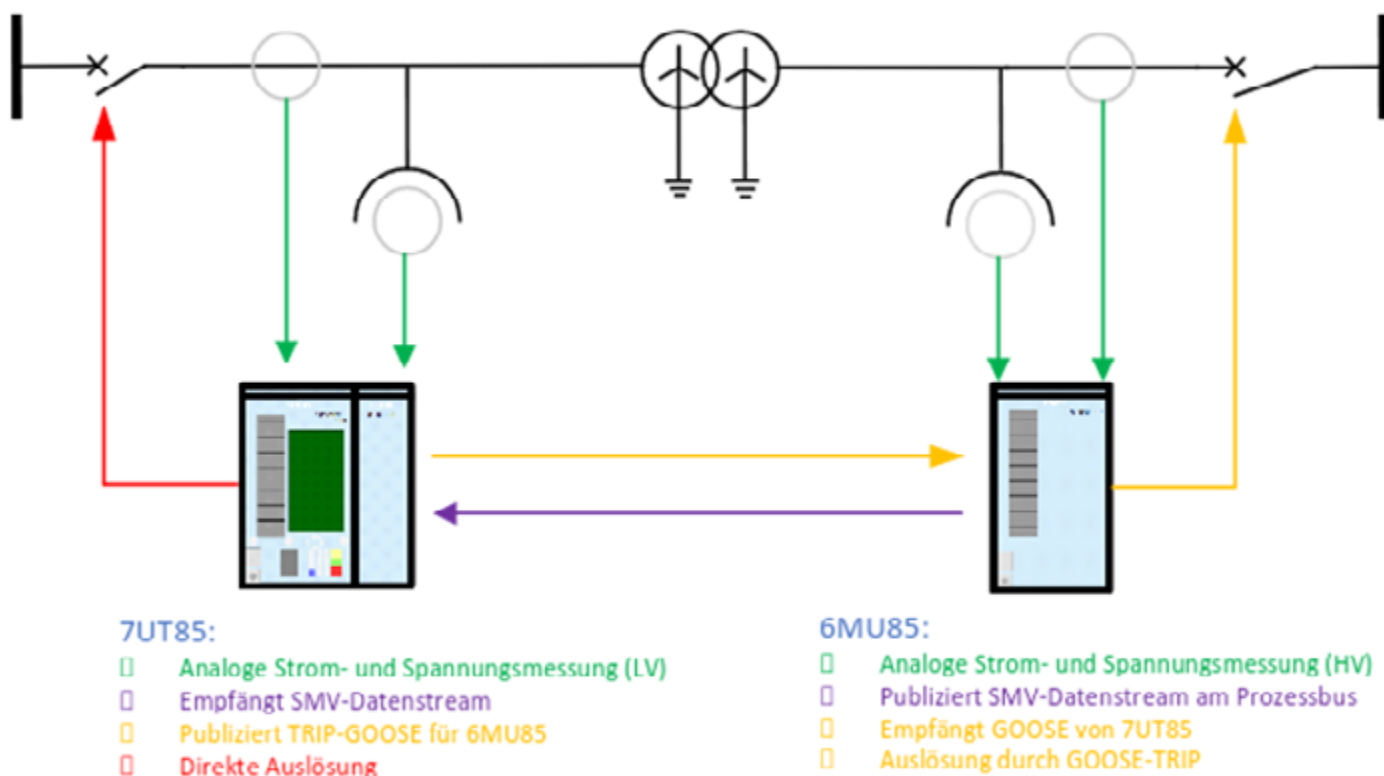 7UT85:
Analoge Strom- und Spannungsmessung (LV)
Empfängt SMV-Datenstream
Publiziert TRIP-GOOSE für 6MU85
Direkte Auslösung
6MU85:
Analoge Strom- und Spannungsmessung (HV)
Publiziert SMV-Datenstream am Prozessbus
Empfängt GOOSE von 7UT85
Auslösung durch GOOSE-TRIP